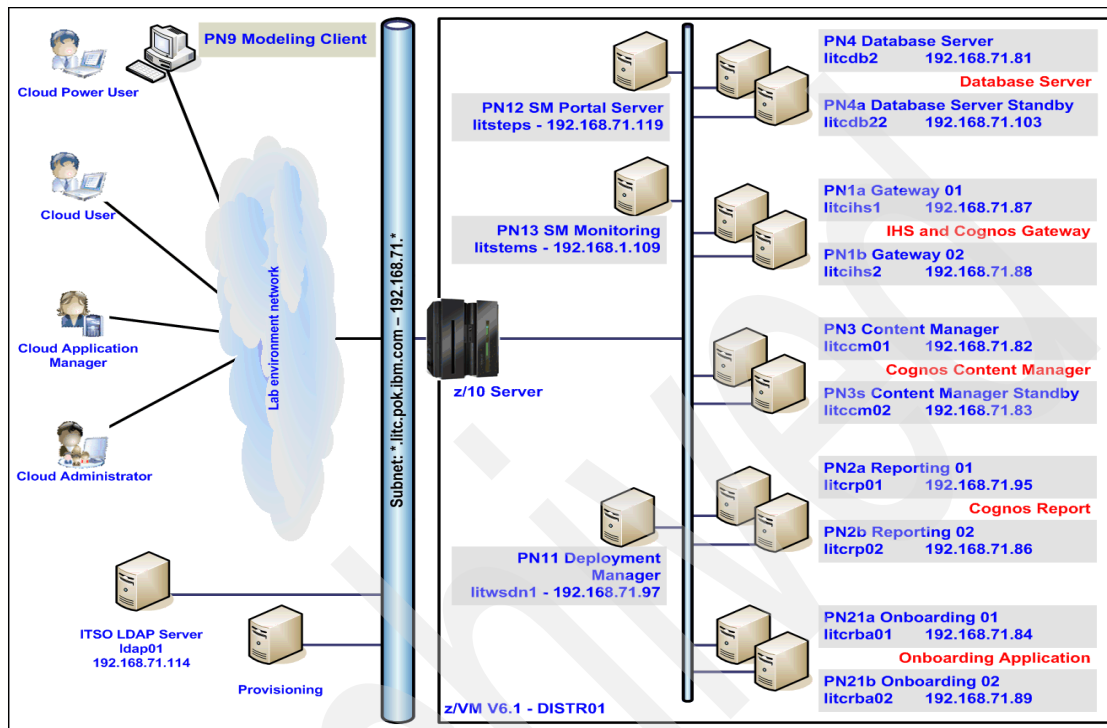 PN9 Modeling Client
Cloud Power User
Cloud User
Cloud Application
Manager
Cloud Administrator
Lab environment network
ITSO LDAP Server
ldap01
192.168.71.114
Provisioning
Subnet: *.litc.pok.ibm.com – 192.168.71.*
z/10 Server
PN12 SM Portal Server
litsteps - 192.168.71.119
PN13 SM Monitoring
litstems - 192.168.1.109
PN11 Deployment
Manager
litwsdn1 - 192.168.71.97
z/VM V6.1 - DISTR01
PN4 Database Server
litcdb2 192.168.71.81
Database Server
PN4a Database Server Standby
litcdb22 192.168.71.103
PN1a Gateway 01
litcihs1 192.168.71.87
IHS and Cognos Gateway
PN1b Gateway 02
litcihs2 192.168.71.88
PN3 Content Manager
litccm01 192.168.71.82
Cognos Content Manager
PN3s Content Manager Standby
litccm02 192.168.71.83
PN2a Reporting 01
litcrp01 192.168.71.95
Cognos Report
PN2b Reporting 02
litcrp02 192.168.71.86
PN21a Onboarding 01
litcrba01 192.168.71.84
Onboarding Application
PN21b Onboarding 02
litcrba02 192.168.71.89